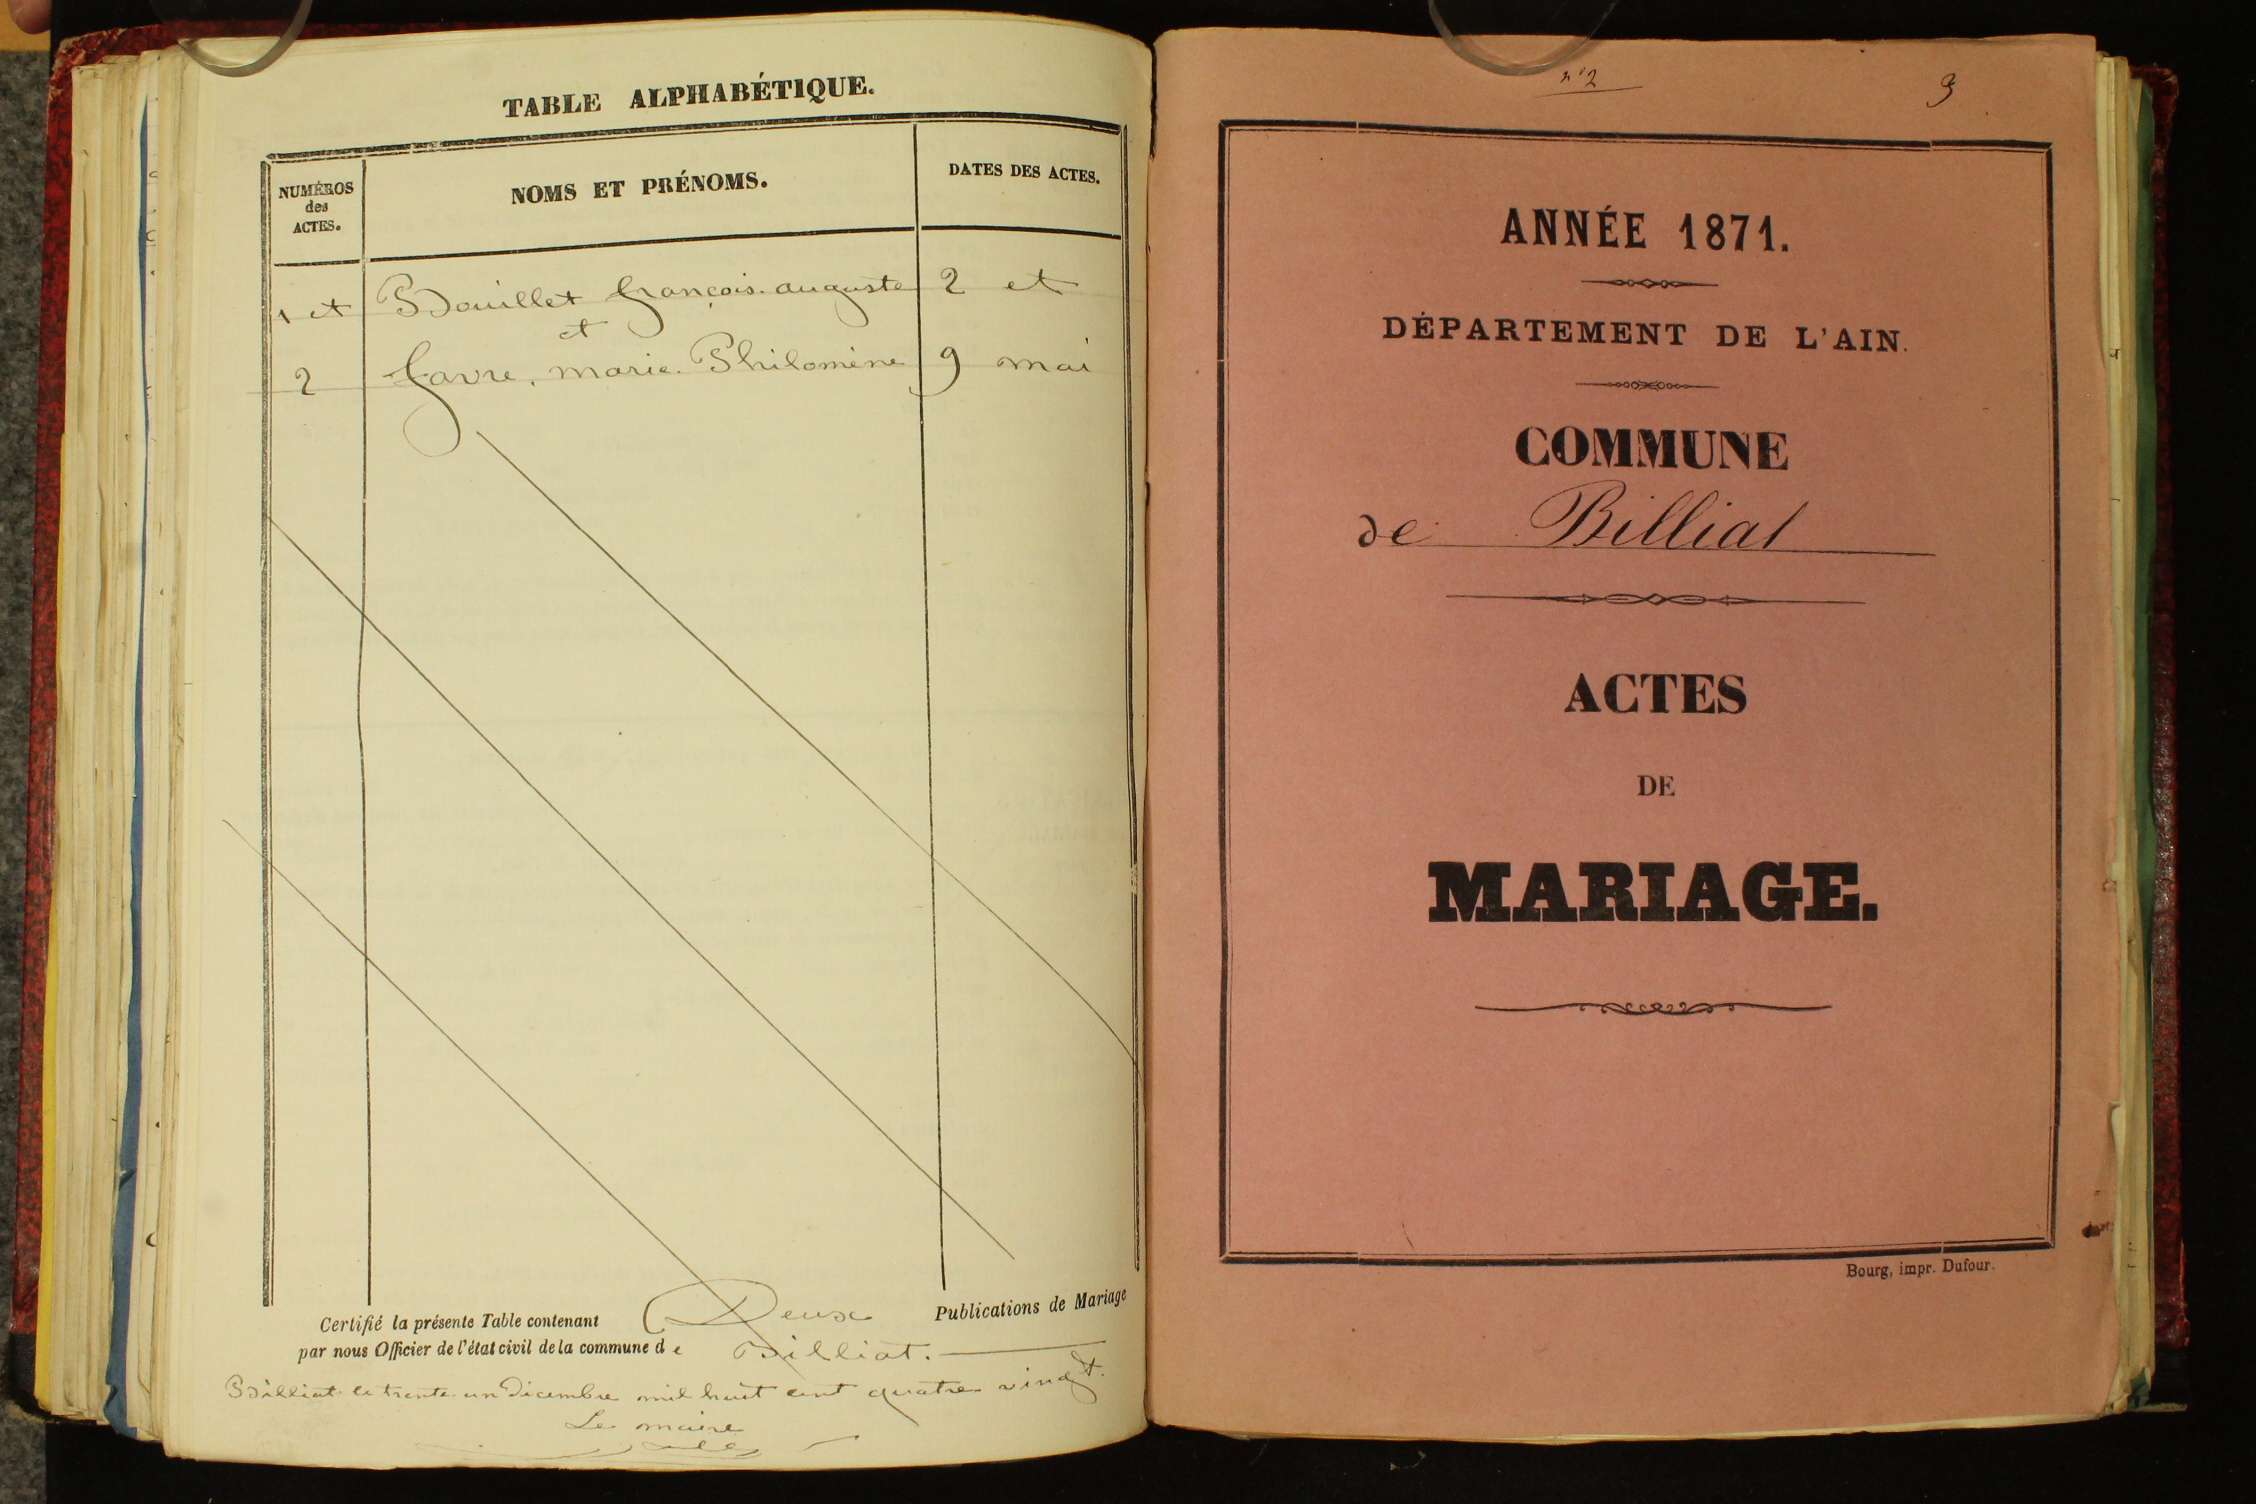 TABLE ALPHABÉTIQUE.
NUMÉROS
des
ACTES.
NOMS ET PRÉNOMS.
DATES DES ACTES.
1 et Bouillet françois. auguste 2 et
et
2 favre. marie. Philomène 9 mai
Certifié la présente Table contenant Deux Publications de Mariage
par nous Officier de l'état civil de la commune de Billiat.
Billiat le trente un Décembre mil huit cent quatre vingt.
Le maire
n° 2
3
ANNÉE 1871.
DÉPARTEMENT DE L'AIN.
COMMUNE
de Billiat
ACTES
DE
MARIAGE.
Bourg, impr. Dufour.